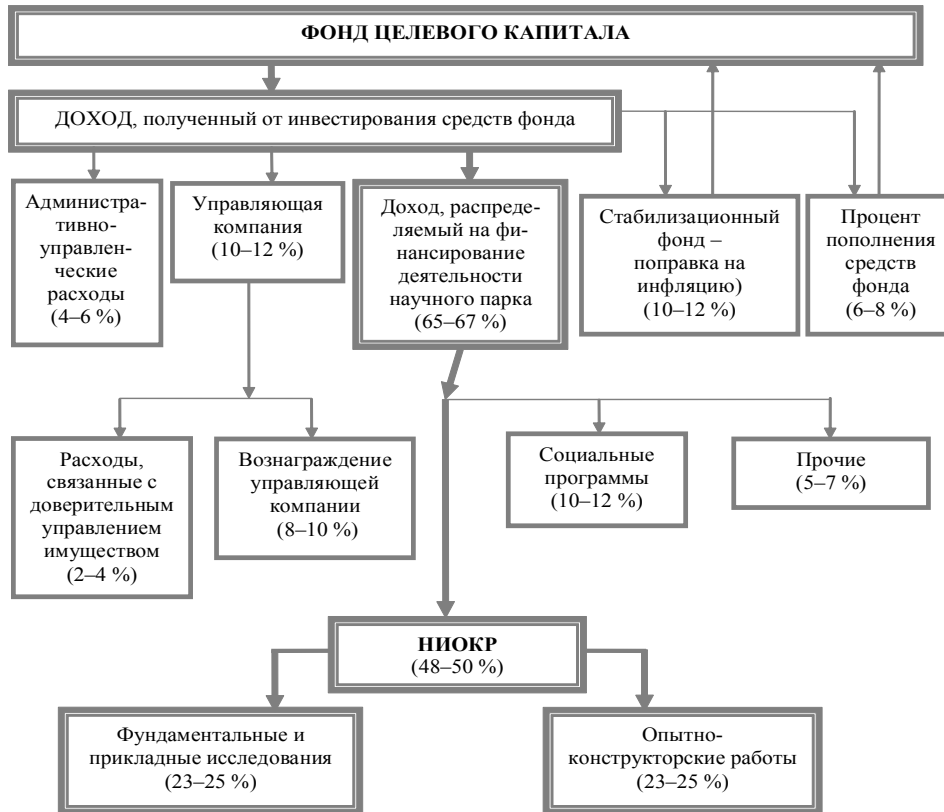 ФОНД ЦЕЛЕВОГО КАПИТАЛА
ДОХОД, полученный от инвестирования средств фонда
Администра-
тивно-
управлен-
ческие
расходы
(4–6 %)
Управляющая
компания
(10–12 %)
Доход, распреде-
ляемый на фи-
нансирование
деятельности
научного парка
(65–67 %)
Стабилизационный
фонд –
поправка на
инфляцию)
(10–12 %)
Процент
пополнения
средств
фонда
(6–8 %)
Расходы,
связанные с
доверительным
управлением
имуществом
(2–4 %)
Вознаграждение
управляющей
компании
(8–10 %)
Социальные
программы
(10–12 %)
Прочие
(5–7 %)
НИОКР
(48–50 %)
Фундаментальные и
прикладные исследования
(23–25 %)
Опытно-
конструкторские работы
(23–25 %)